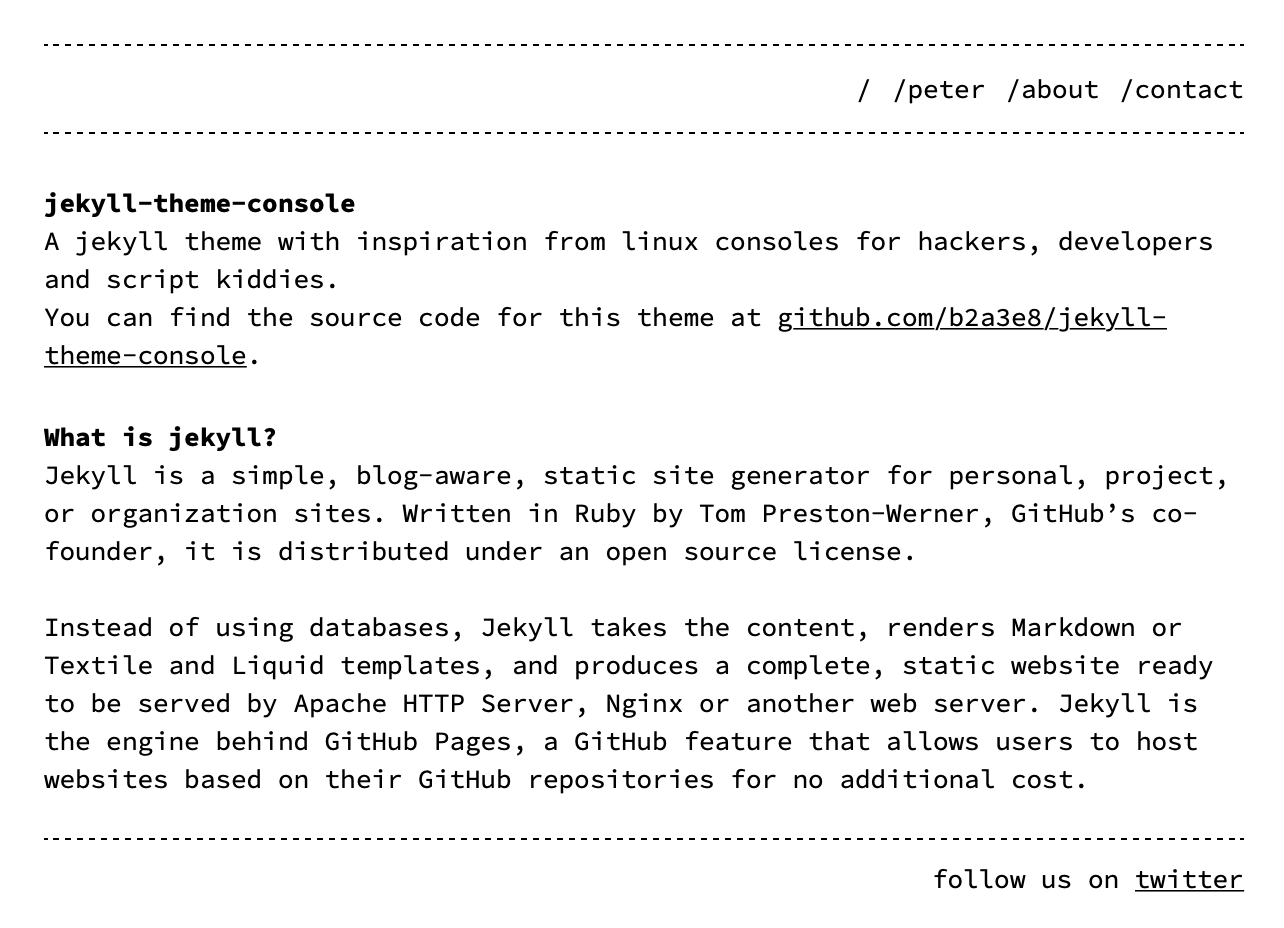 / /peter /about /contact
jekyll-theme-console
A jekyll theme with inspiration from linux consoles for hackers, developers
and script kiddies.
You can find the source code for this theme at github.com/b2a3e8/jekyll-
theme-console.
What is jekyll?
Jekyll is a simple, blog-aware, static site generator for personal, project,
or organization sites. Written in Ruby by Tom Preston-Werner, GitHub’s co-
founder, it is distributed under an open source license.
Instead of using databases, Jekyll takes the content, renders Markdown or
Textile and Liquid templates, and produces a complete, static website ready
to be served by Apache HTTP Server, Nginx or another web server. Jekyll is
the engine behind GitHub Pages, a GitHub feature that allows users to host
websites based on their GitHub repositories for no additional cost.
follow us on twitter